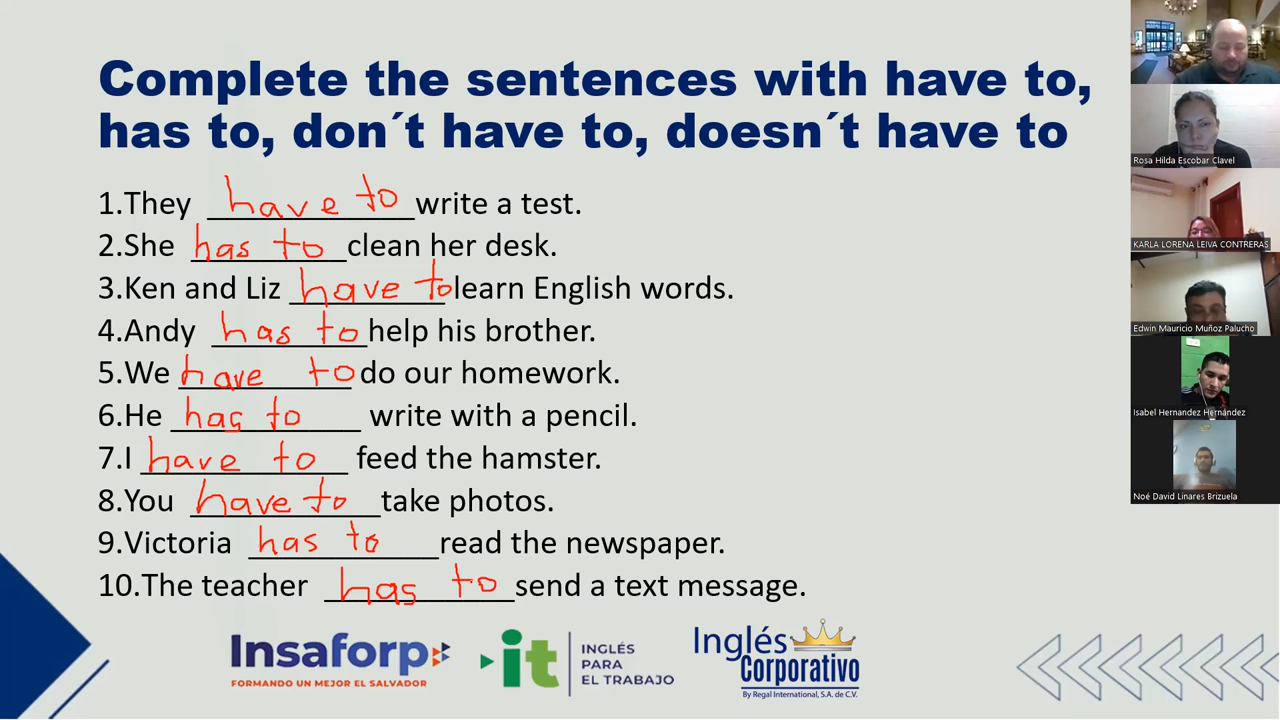 Complete the sentences with have to,
has to, don´t have to, doesn´t have to
1.They have to write a test.
2.She has to clean her desk.
3.Ken and Liz have to learn English words.
4.Andy has to help his brother.
5.We have to do our homework.
6.He has to write with a pencil.
7.I have to feed the hamster.
8.You have to take photos.
9.Victoria has to read the newspaper.
10.The teacher has to send a text message.
Insaforp
FORMANDO UN MEJOR EL SALVADOR
it
INGLÉS
PARA
EL TRABAJO
Inglés
Corporativo
By Regal International, S.A. de C.V.
Rosa Hilda Escobar Clavel
KARLA LORENA LEIVA CONTRERAS
Edwin Mauricio Muñoz Palucho
Isabel Hernandez Hernández
Noé David Linares Brizuela